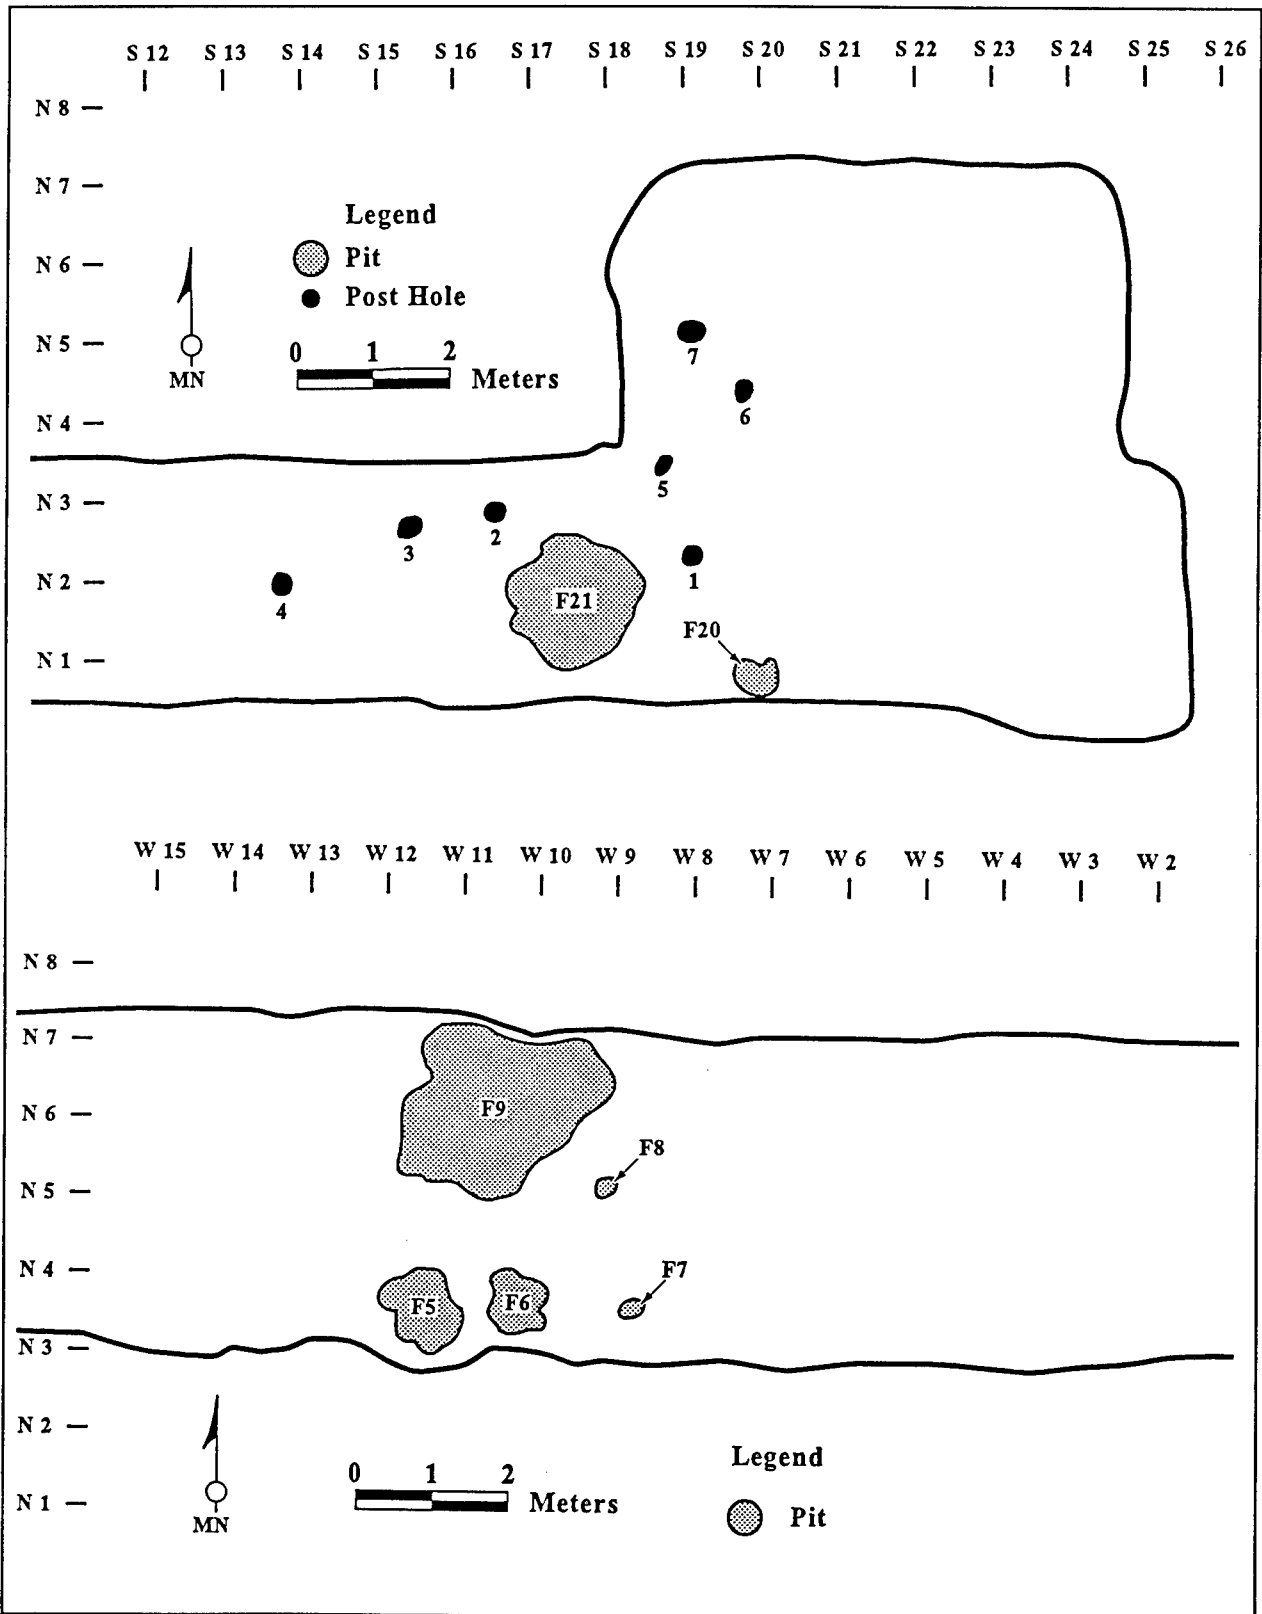 S 12 S 13 S 14 S 15 S 16 S 17 S 18 S 19 S 20 S 21 S 22 S 23 S 24 S 25 S 26
N 8
N 7
Legend
Pit
N 6
Post Hole
N 5
0 1 2
7
MN
Meters
6
N 4
5
N 3
2
3
N 2
1
F21
4
F20
N 1
W 15 W 14 W 13 W 12 W 11 W 10 W 9 W 8 W 7 W 6 W 5 W 4 W 3 W 2
N 8
N 7
F9
N 6
F8
N 5
N 4
F7
F5 F6
N 3
N 2
Legend
0 1 2
N 1
Meters
Pit
MN